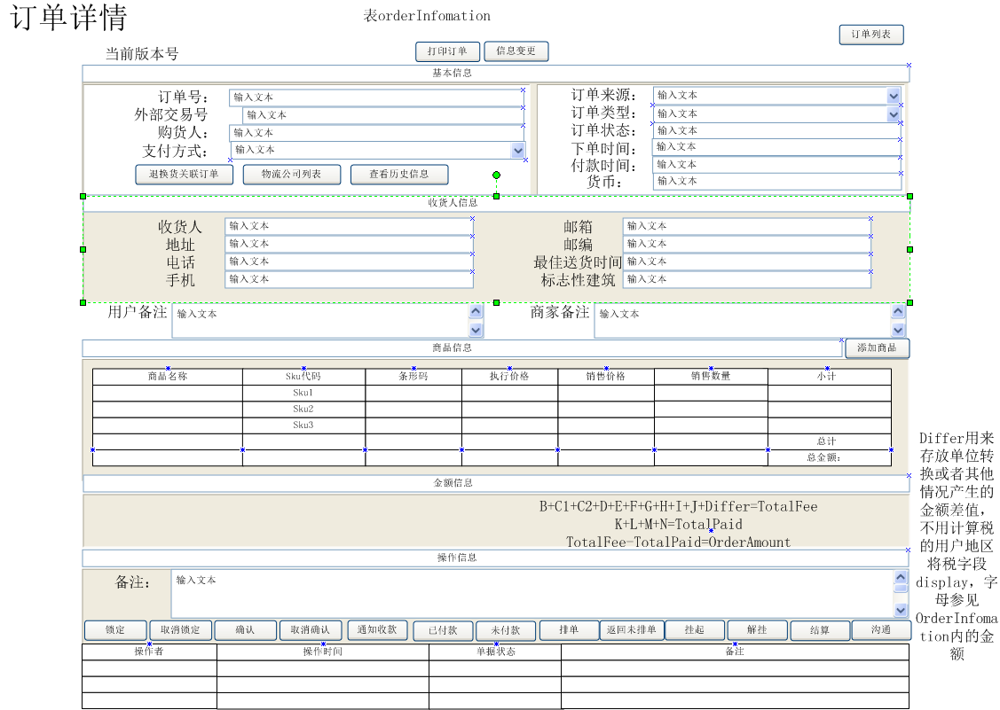 订单详情
表orderInfomation
订单列表
当前版本号
打印订单
信息变更
基本信息
订单号: 输入文本
外部交易号 输入文本
购货人: 输入文本
支付方式: 输入文本
退换货关联订单
物流公司列表
查看历史信息
订单来源: 输入文本
订单类型: 输入文本
订单状态: 输入文本
下单时间: 输入文本
付款时间: 输入文本
货币: 输入文本
收货人信息
收货人 输入文本
地址 输入文本
电话 输入文本
手机 输入文本
邮箱 输入文本
邮编 输入文本
最佳送货时间 输入文本
标志性建筑 输入文本
用户备注 输入文本
商家备注 输入文本
商品信息
添加商品
商品名称 Sku代码 条形码 执行价格 销售价格 销售数量 小计
Sku1
Sku2
Sku3
总计
总金额:
金额信息
B+C1+C2+D+E+F+G+H+I+J+Differ=TotalFee
K+L+M+N=TotalPaid
TotalFee-TotalPaid=OrderAmount
Differ用来
存放单位转
换或者其他
情况产生的
金额差值,
不用计算税
的用户地区
将税字段
display, 字
母参见
OrderInfoma
tion内的金
额
操作信息
备注: 输入文本
锁定 取消锁定 确认 取消确认 通知收款 已付款 未付款 排单 返回未排单 挂起 解挂 结算 沟通
操作者 操作时间 单据状态 备注